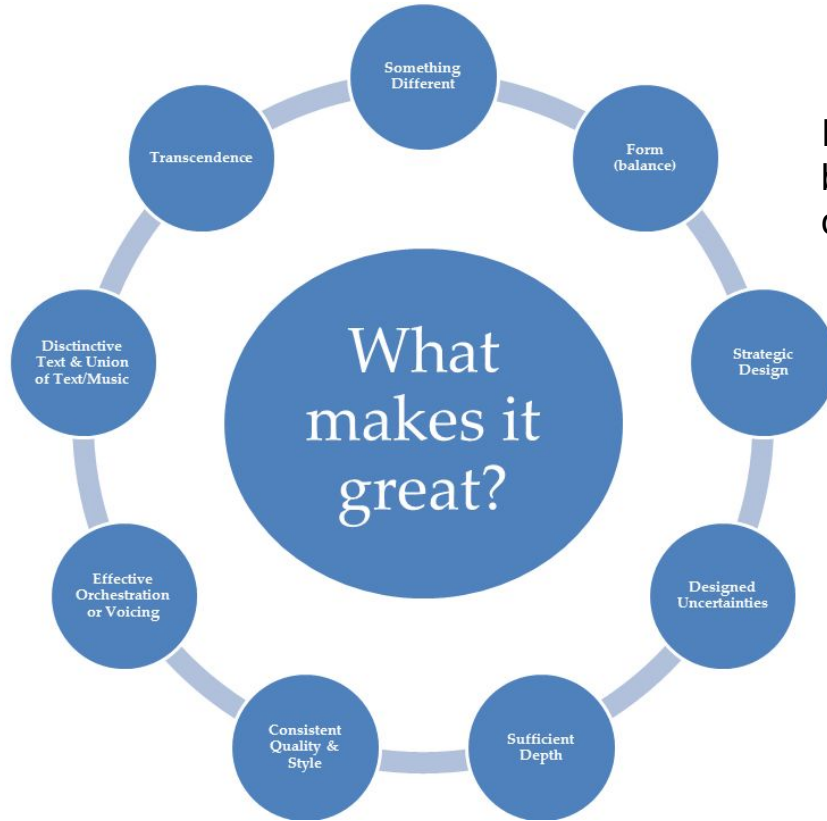 Something
Different
Form
(balance)
Strategic
Design
Designed
Uncertainties
Sufficient
Depth
Consistent
Quality &
Style
Effective
Orchestration
or Voicing
Disctinctive
Text & Union
of Text/Music
Transcendence
What
makes it
great?